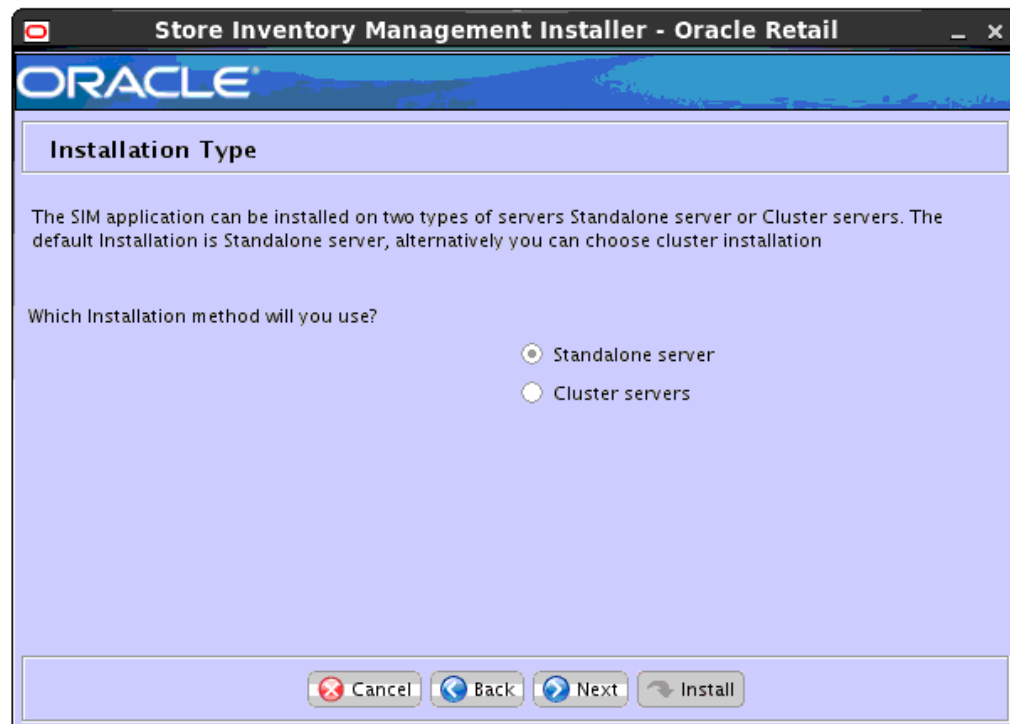 Store Inventory Management Installer - Oracle Retail
ORACLE
Installation Type
The SIM application can be installed on two types of servers Standalone server or Cluster servers. The
default Installation is Standalone server, alternatively you can choose cluster installation
Which Installation method will you use?
Standalone server
Cluster servers
Cancel Back Next Install